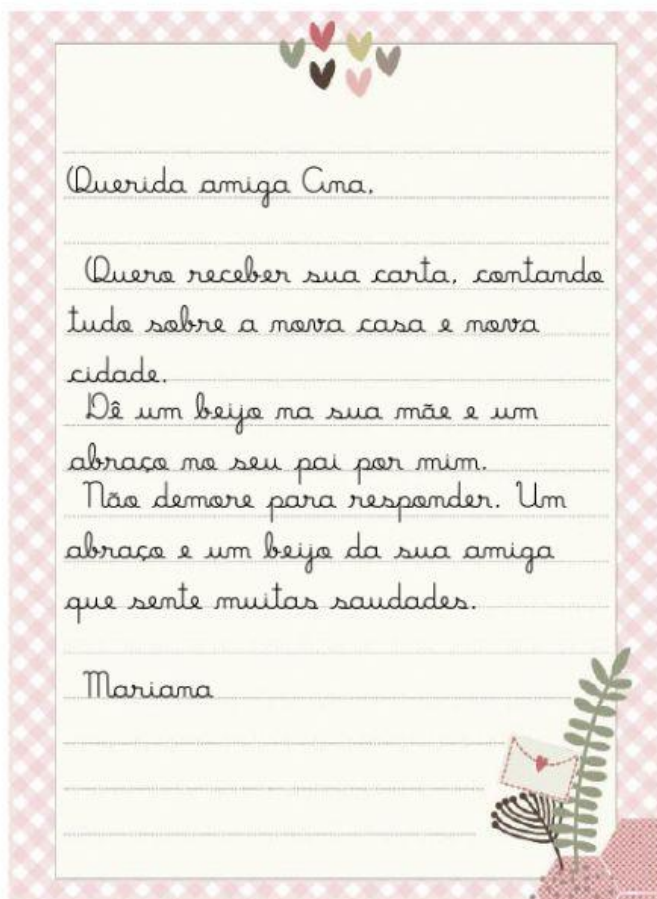 Querida amiga Ana,
Quero receber sua carta, contando
tudo sobre a nova casa e nova
cidade.
Dê um beijo na sua mãe e um
abraço no seu pai por mim.
Não demore para responder. Um
abraço e um beijo da sua amiga
que sente muitas saudades.
Mariana